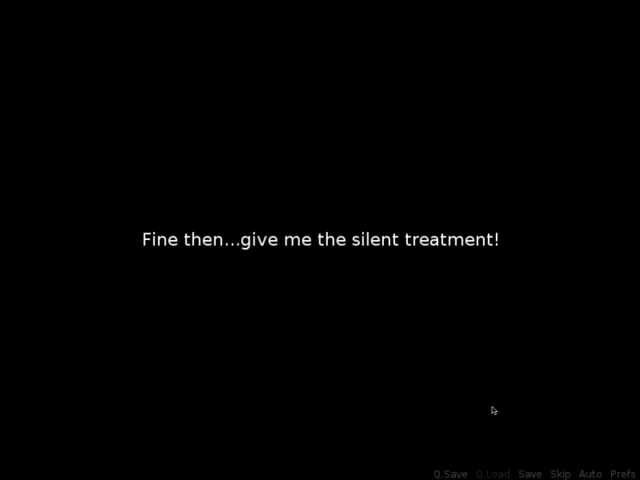 Fine then...give me the silent treatment!
Q.Save Q.Load Save Skip Auto Prefs